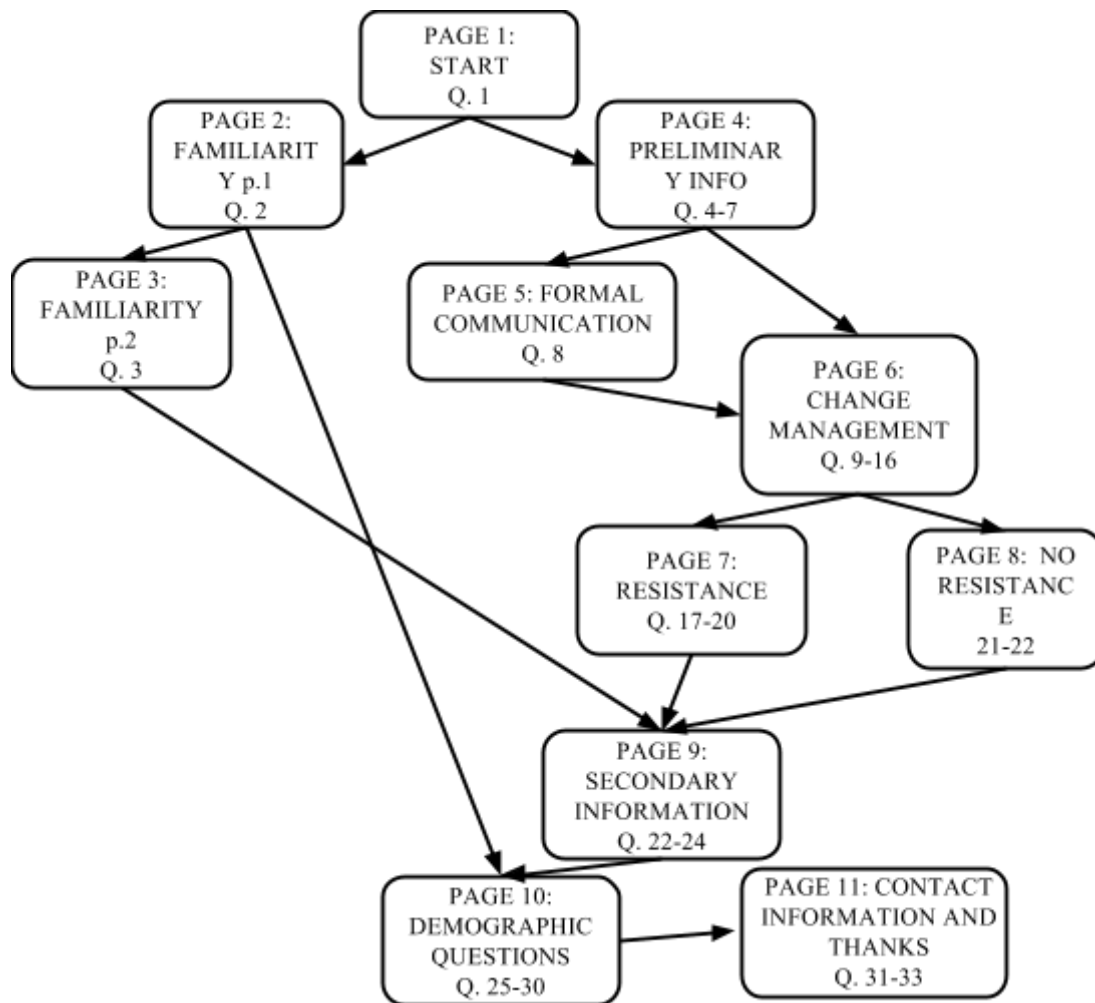 PAGE 1:
START
Q. 1
PAGE 2:
FAMILIARIT
Y p.1
Q. 2
PAGE 4:
PRELIMINAR
Y INFO
Q. 4-7
PAGE 3:
FAMILIARITY
p.2
Q. 3
PAGE 5: FORMAL
COMMUNICATION
Q. 8
PAGE 6:
CHANGE
MANAGEMENT
Q. 9-16
PAGE 7:
RESISTANCE
Q. 17-20
PAGE 8: NO
RESISTANC
E
21-22
PAGE 9:
SECONDARY
INFORMATION
Q. 22-24
PAGE 10:
DEMOGRAPHIC
QUESTIONS
Q. 25-30
PAGE 11: CONTACT
INFORMATION AND
THANKS
Q. 31-33